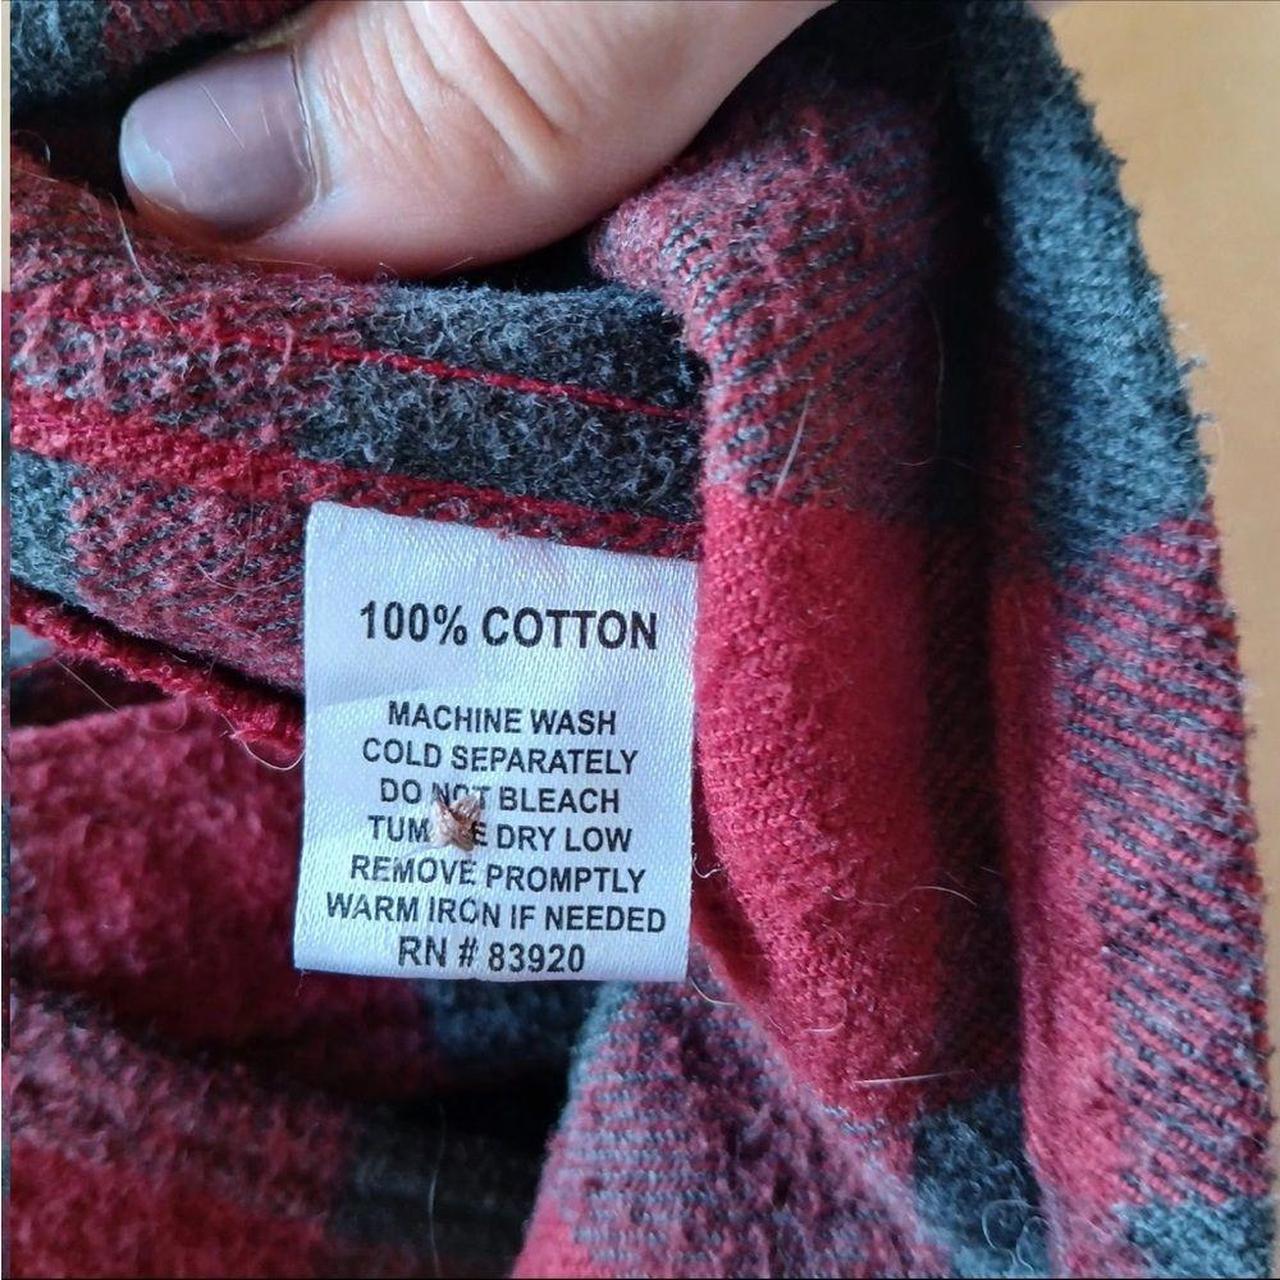 100% COTTON
MACHINE WASH
COLD SEPARATELY
DO NOT BLEACH
TUMBLE DRY LOW
REMOVE PROMPTLY
WARM IRON IF NEEDED
RN # 83920